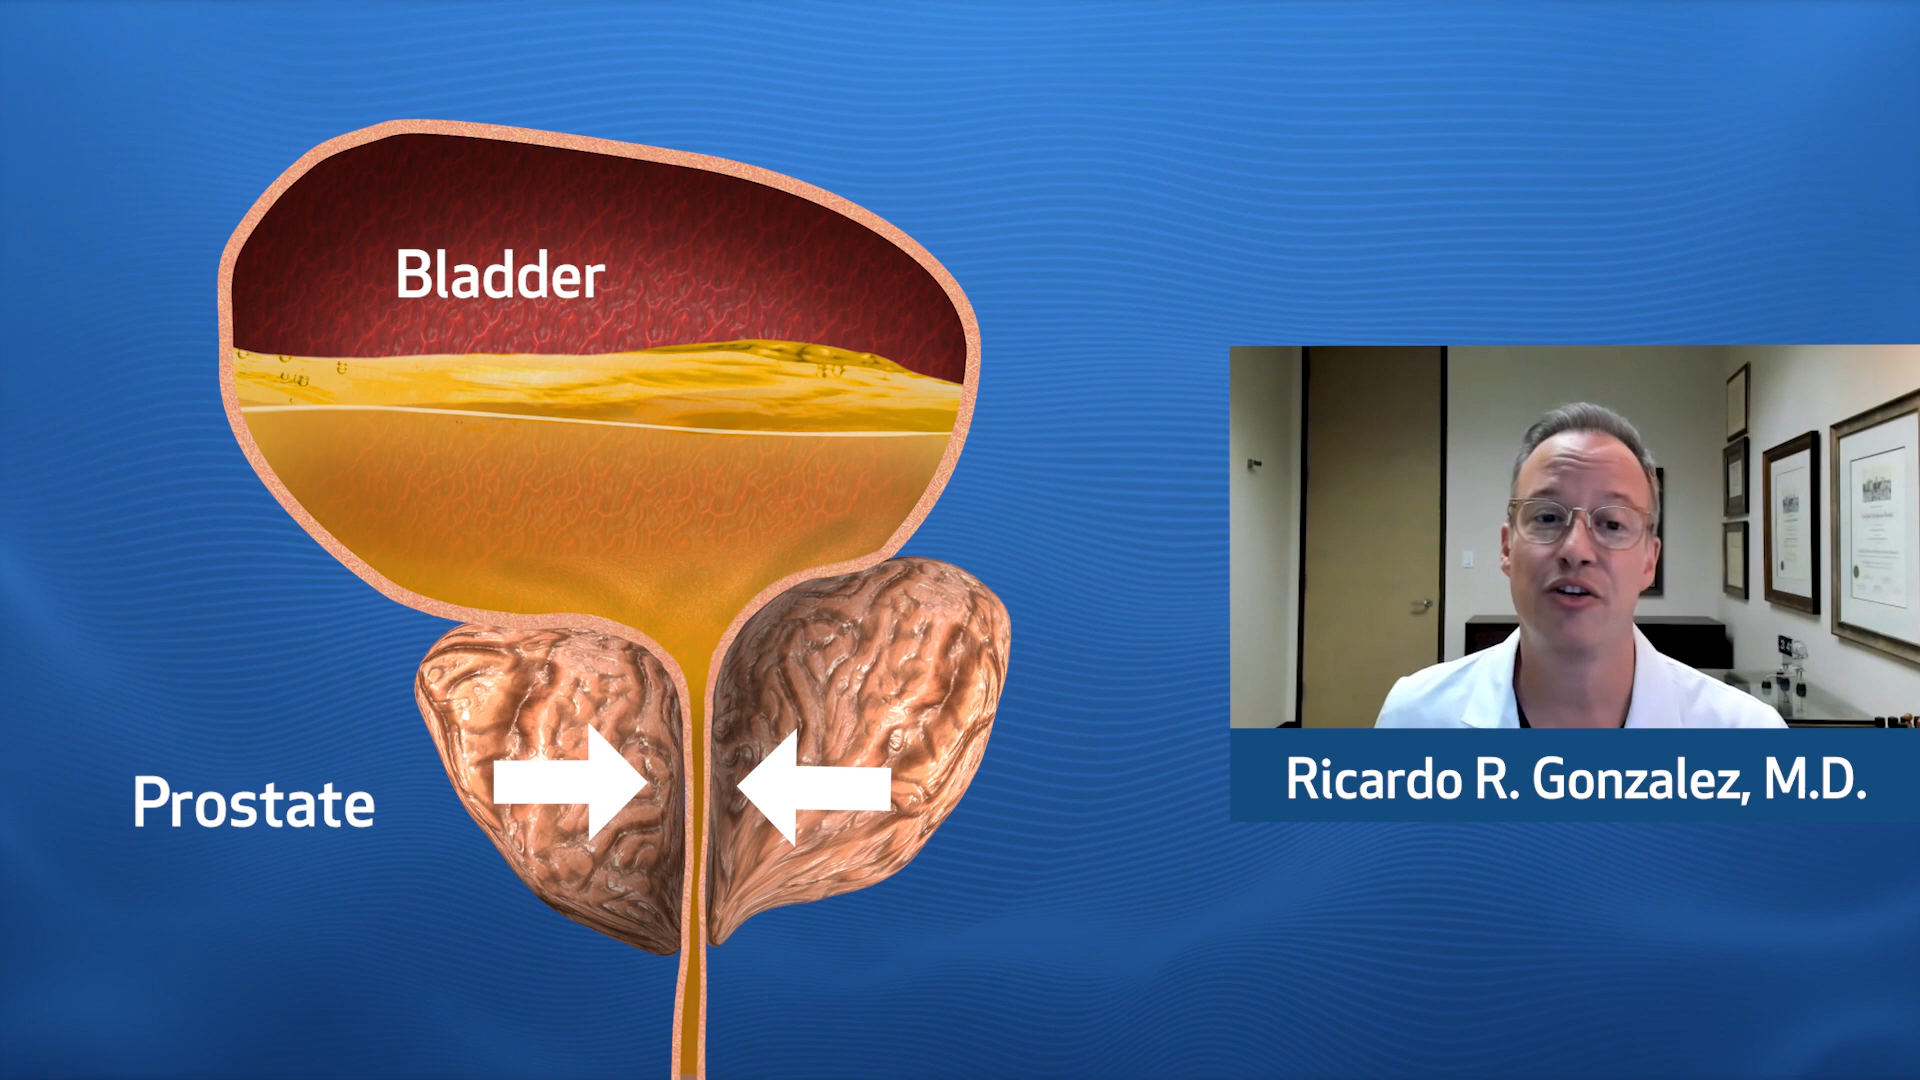 Bladder
Prostate
Ricardo R. Gonzalez, M.D.